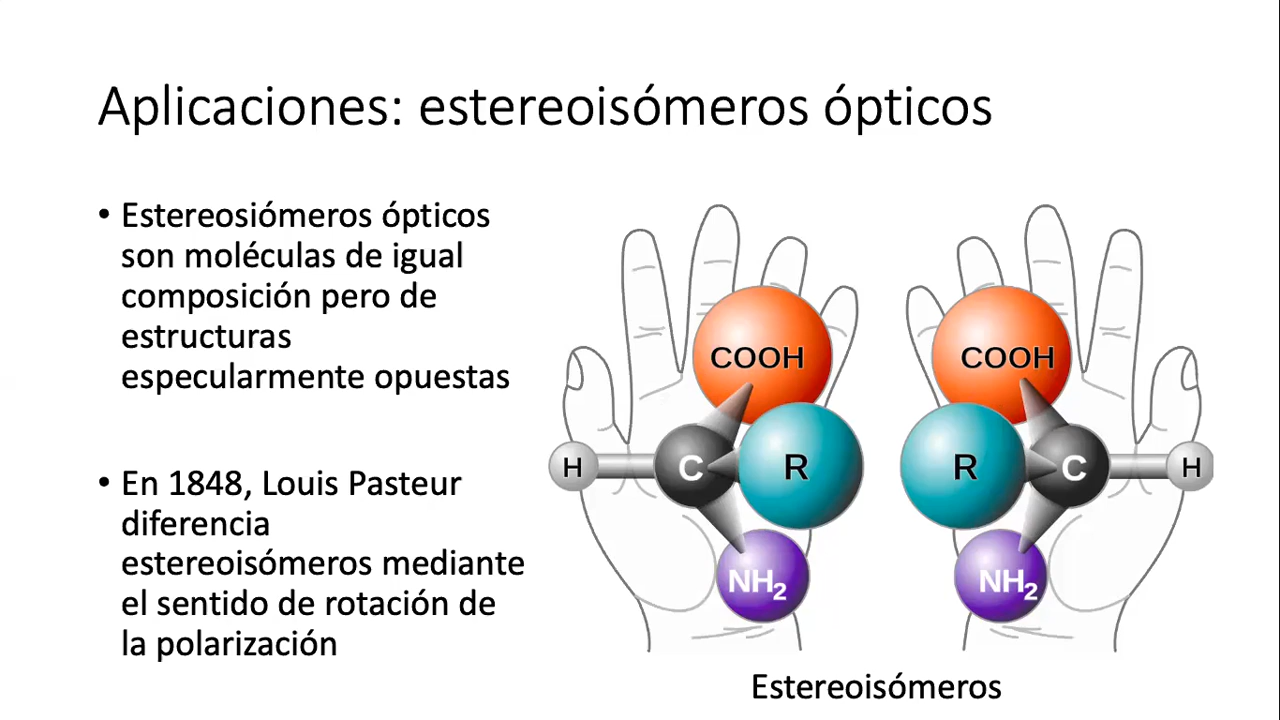 Aplicaciones: estereoisómeros ópticos
• Estereosiómeros ópticos
son moléculas de igual
composición pero de
estructuras
especularmente opuestas
• En 1848, Louis Pasteur
diferencia
estereoisómeros mediante
el sentido de rotación de
la polarización
COOH
COOH
H
C
R
R
C
H
NH₂
NH₂
Estereoisómeros